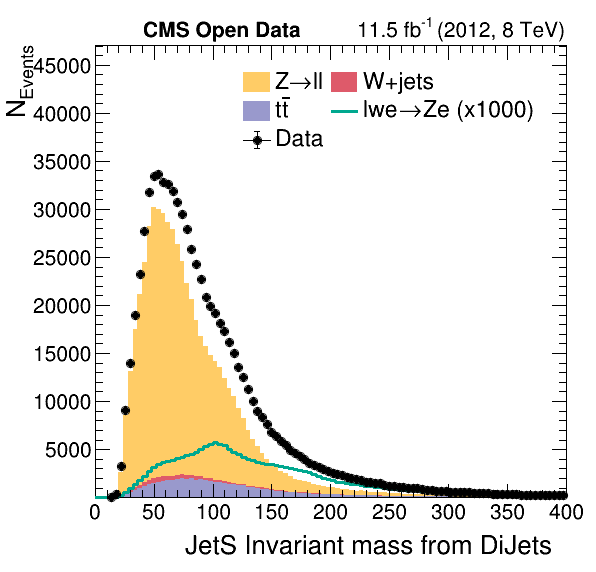 CMS Open Data 11.5 fb⁻¹ (2012, 8 TeV)
N_Events
45000
40000
35000
30000
25000
20000
15000
10000
5000
Z→ll W+jets
tt̄ lwe→Ze (x1000)
Data
0 50 100 150 200 250 300 350 400
JetS Invariant mass from DiJets